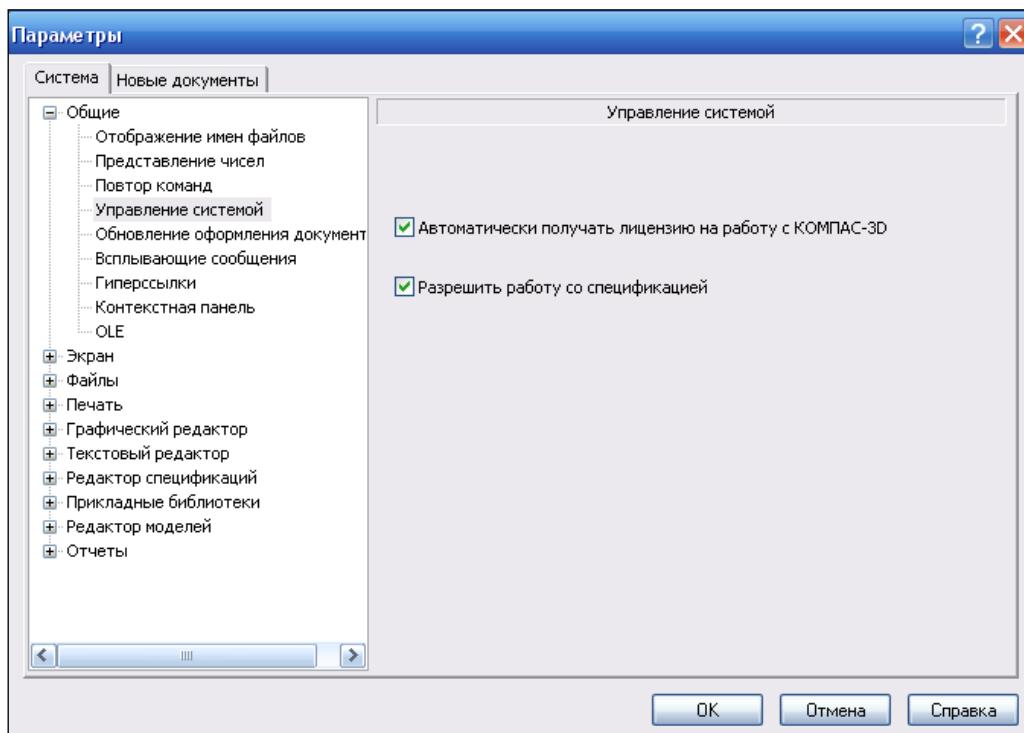 Параметры
Система
Новые документы
Общие
Отображение имен файлов
Представление чисел
Повтор команд
Управление системой
Обновление оформления документ
Всплывающие сообщения
Гиперссылки
Контекстная панель
OLE
Экран
Файлы
Печать
Графический редактор
Текстовый редактор
Редактор спецификаций
Прикладные библиотеки
Редактор моделей
Отчеты
Управление системой
Автоматически получать лицензию на работу с КОМПАС-3D
Разрешить работу со спецификацией
OK
Отмена
Справка